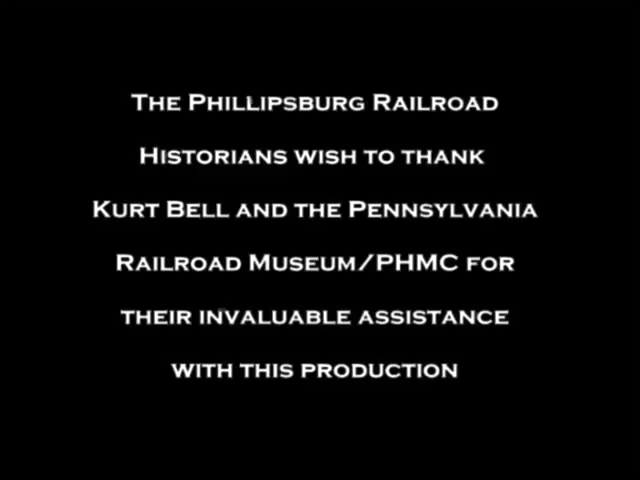 The Phillipsburg Railroad
Historians wish to thank
Kurt Bell and the Pennsylvania
Railroad Museum/PHMC for
their invaluable assistance
with this production